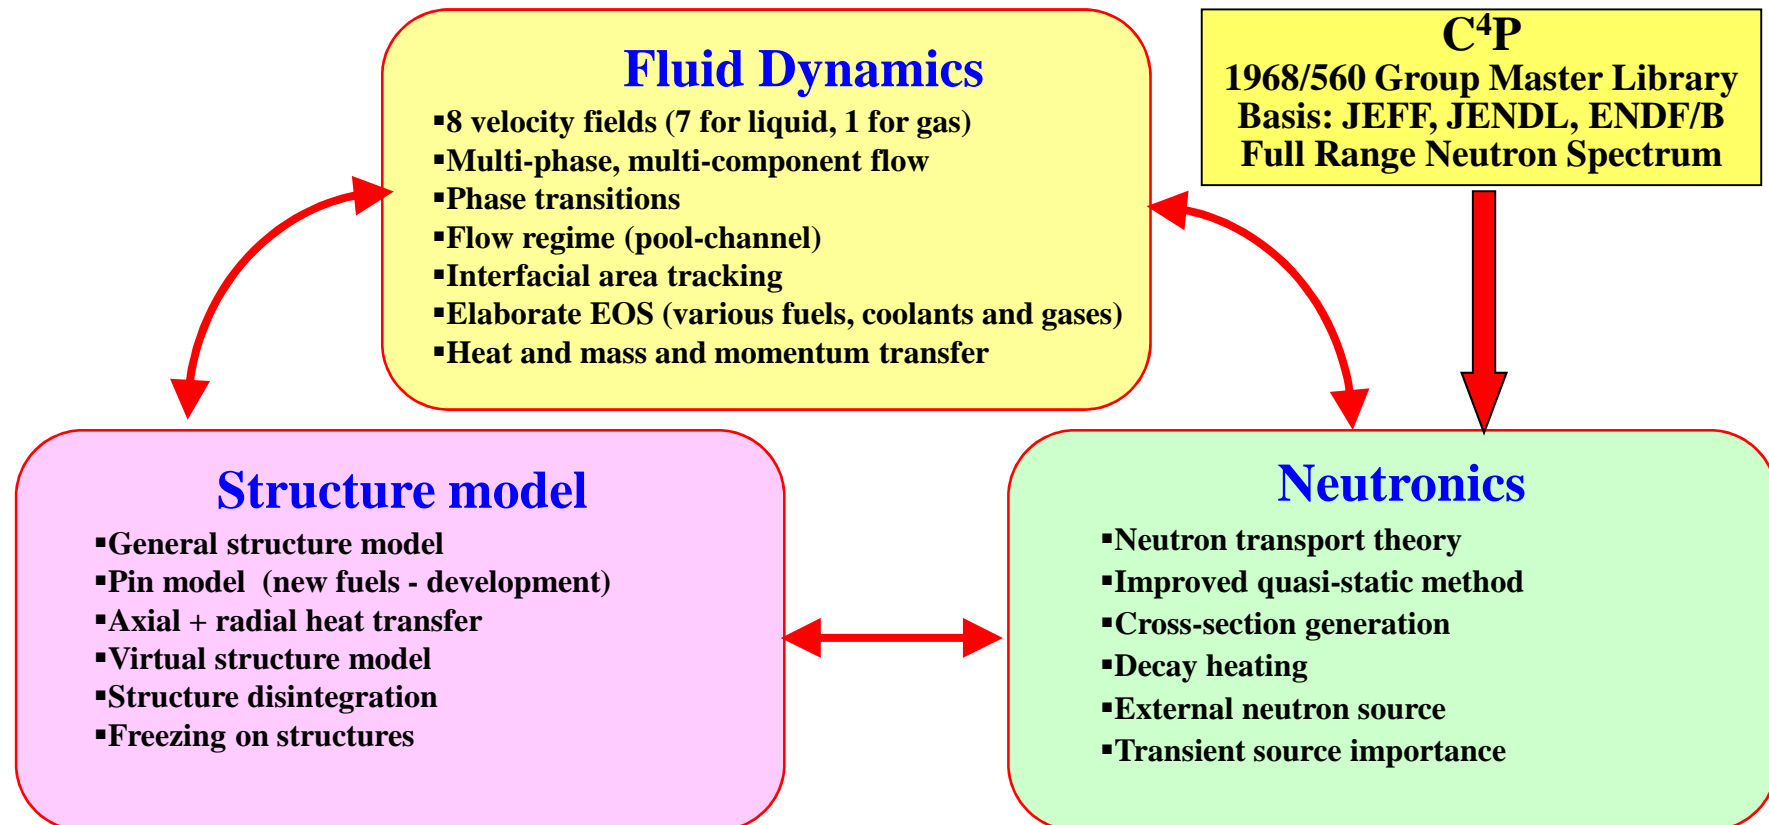 Fluid Dynamics
▪8 velocity fields (7 for liquid, 1 for gas)
▪Multi-phase, multi-component flow
▪Phase transitions
▪Flow regime (pool-channel)
▪Interfacial area tracking
▪Elaborate EOS (various fuels, coolants and gases)
▪Heat and mass and momentum transfer
C⁴P
1968/560 Group Master Library
Basis: JEFF, JENDL, ENDF/B
Full Range Neutron Spectrum
Structure model
▪General structure model
▪Pin model  (new fuels - development)
▪Axial + radial heat transfer
▪Virtual structure model
▪Structure disintegration
▪Freezing on structures
Neutronics
▪Neutron transport theory
▪Improved quasi-static method
▪Cross-section generation
▪Decay heating
▪External neutron source
▪Transient source importance